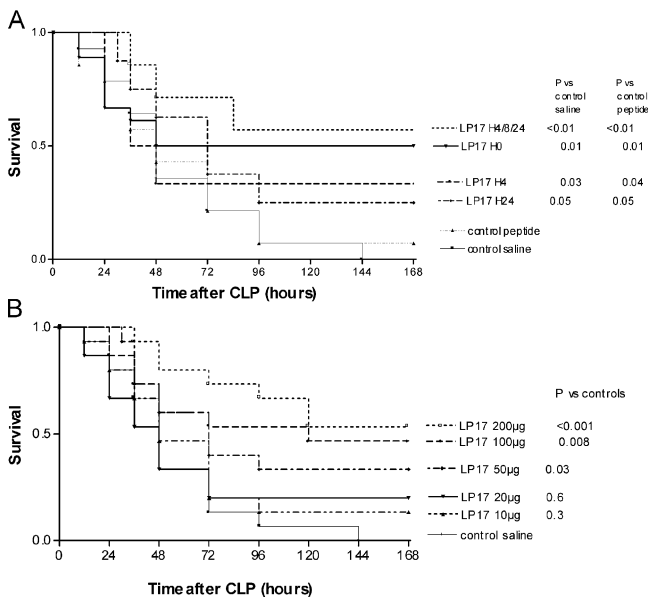 A
P vs control saline
P vs control peptide
1.0
0.5
0.0
Survival
LP17 H4/8/24 <0.01 <0.01
LP17 H0 0.01 0.01
LP17 H4 0.03 0.04
LP17 H24 0.05 0.05
control peptide
control saline
0 24 48 72 96 120 144 168
Time after CLP (hours)
B
P vs controls
1.0
0.5
0.0
Survival
LP17 200µg <0.001
LP17 100µg 0.008
LP17 50µg 0.03
LP17 20µg 0.6
LP17 10µg 0.3
control saline
0 24 48 72 96 120 144 168
Time after CLP (hours)